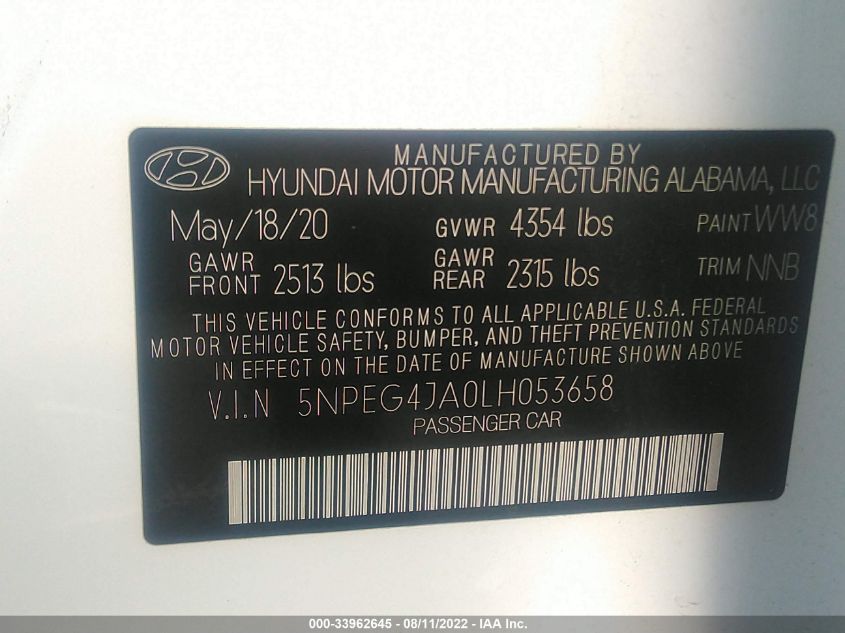 MANUFACTURED BY
HYUNDAI MOTOR MANUFACTURING ALABAMA, LLC
May/18/20 GVWR 4354 lbs PAINT WW8
GAWR FRONT 2513 lbs GAWR REAR 2315 lbs TRIM NNB
THIS VEHICLE CONFORMS TO ALL APPLICABLE U.S.A. FEDERAL
MOTOR VEHICLE SAFETY, BUMPER, AND THEFT PREVENTION STANDARDS
IN EFFECT ON THE DATE OF MANUFACTURE SHOWN ABOVE
V.I.N 5NPEG4JA0LH053658
PASSENGER CAR
000-33962645 - 08/11/2022 - IAA Inc.